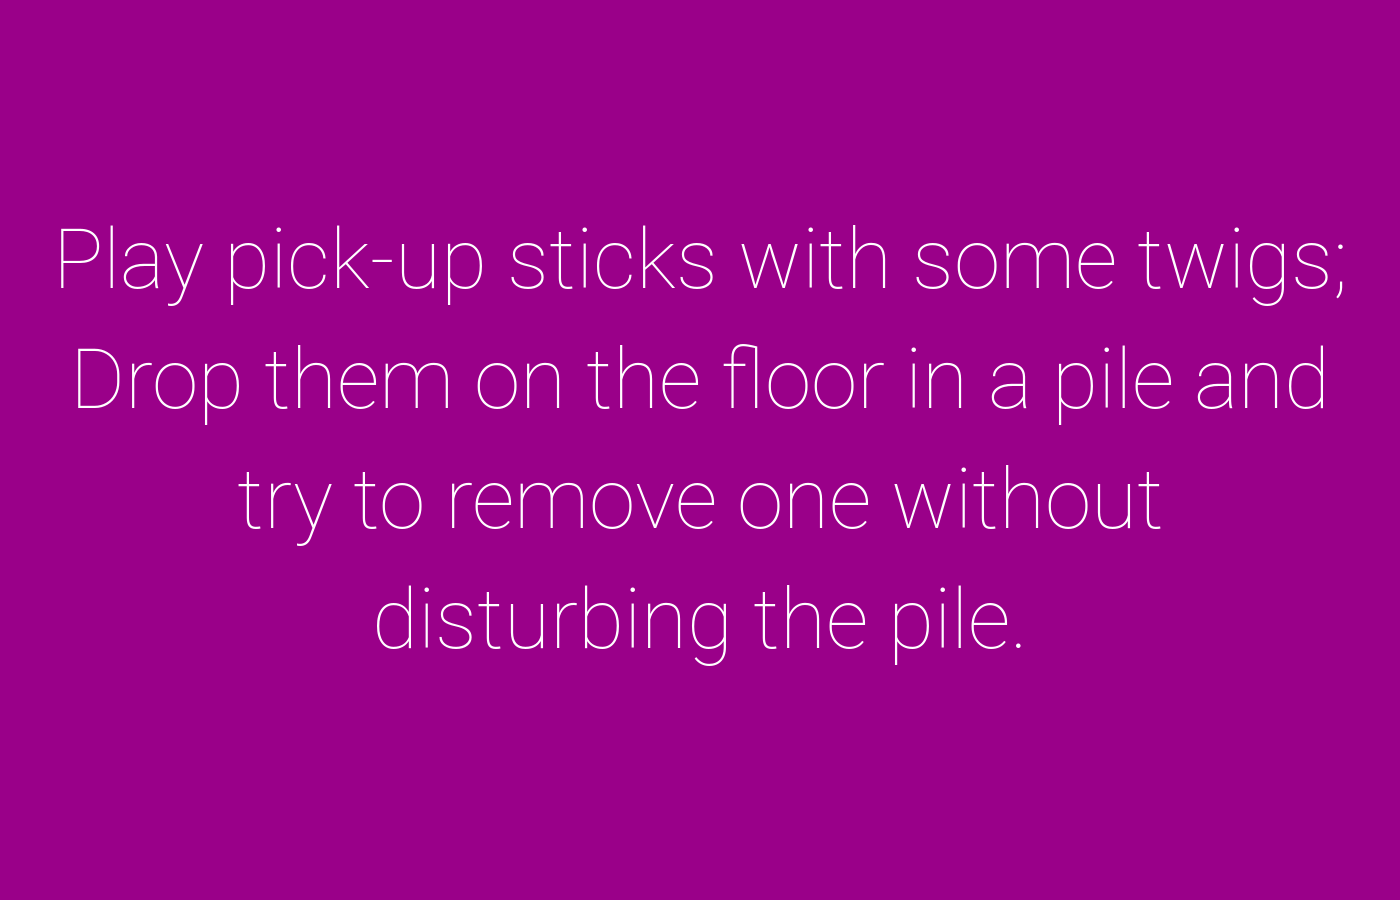 Play pick-up sticks with some twigs;
Drop them on the floor in a pile and
try to remove one without
disturbing the pile.